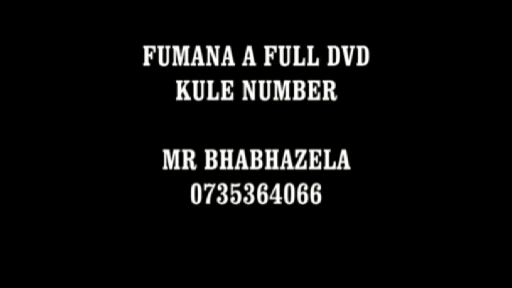 FUMANA A FULL DVD
KULE NUMBER
MR BHABHAZELA
0735364066